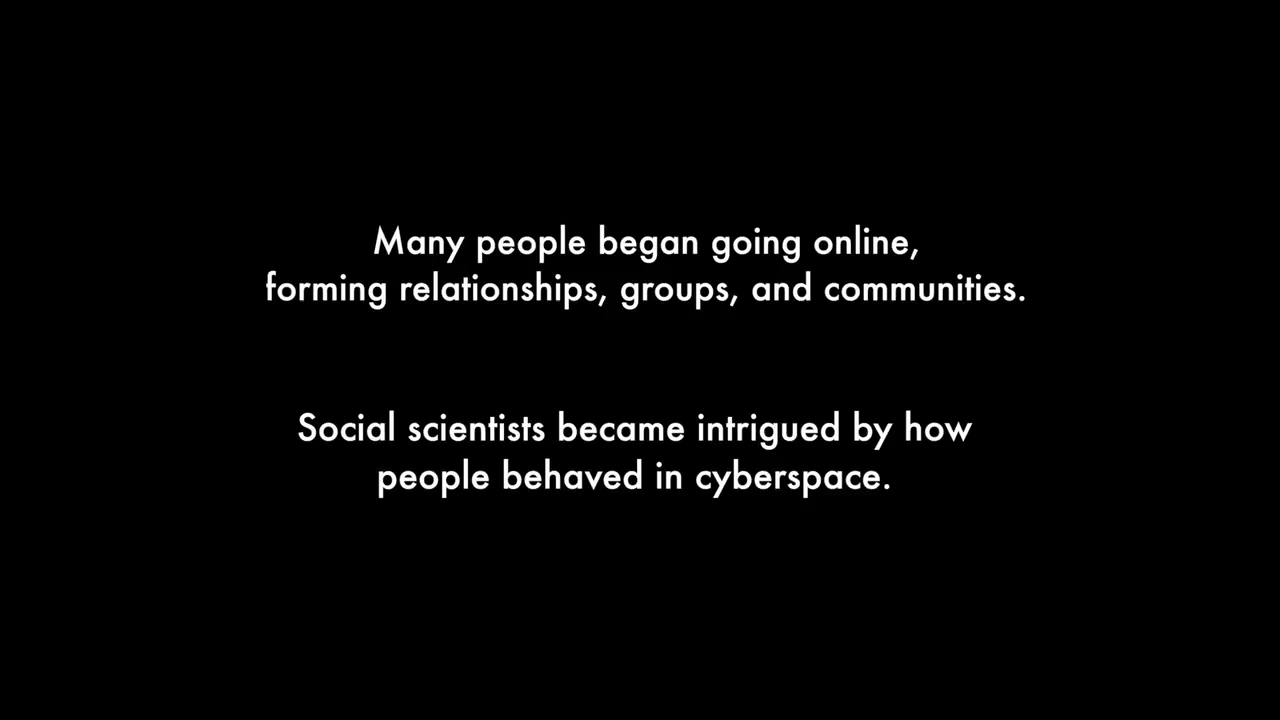 Many people began going online,
forming relationships, groups, and communities.
Social scientists became intrigued by how
people behaved in cyberspace.